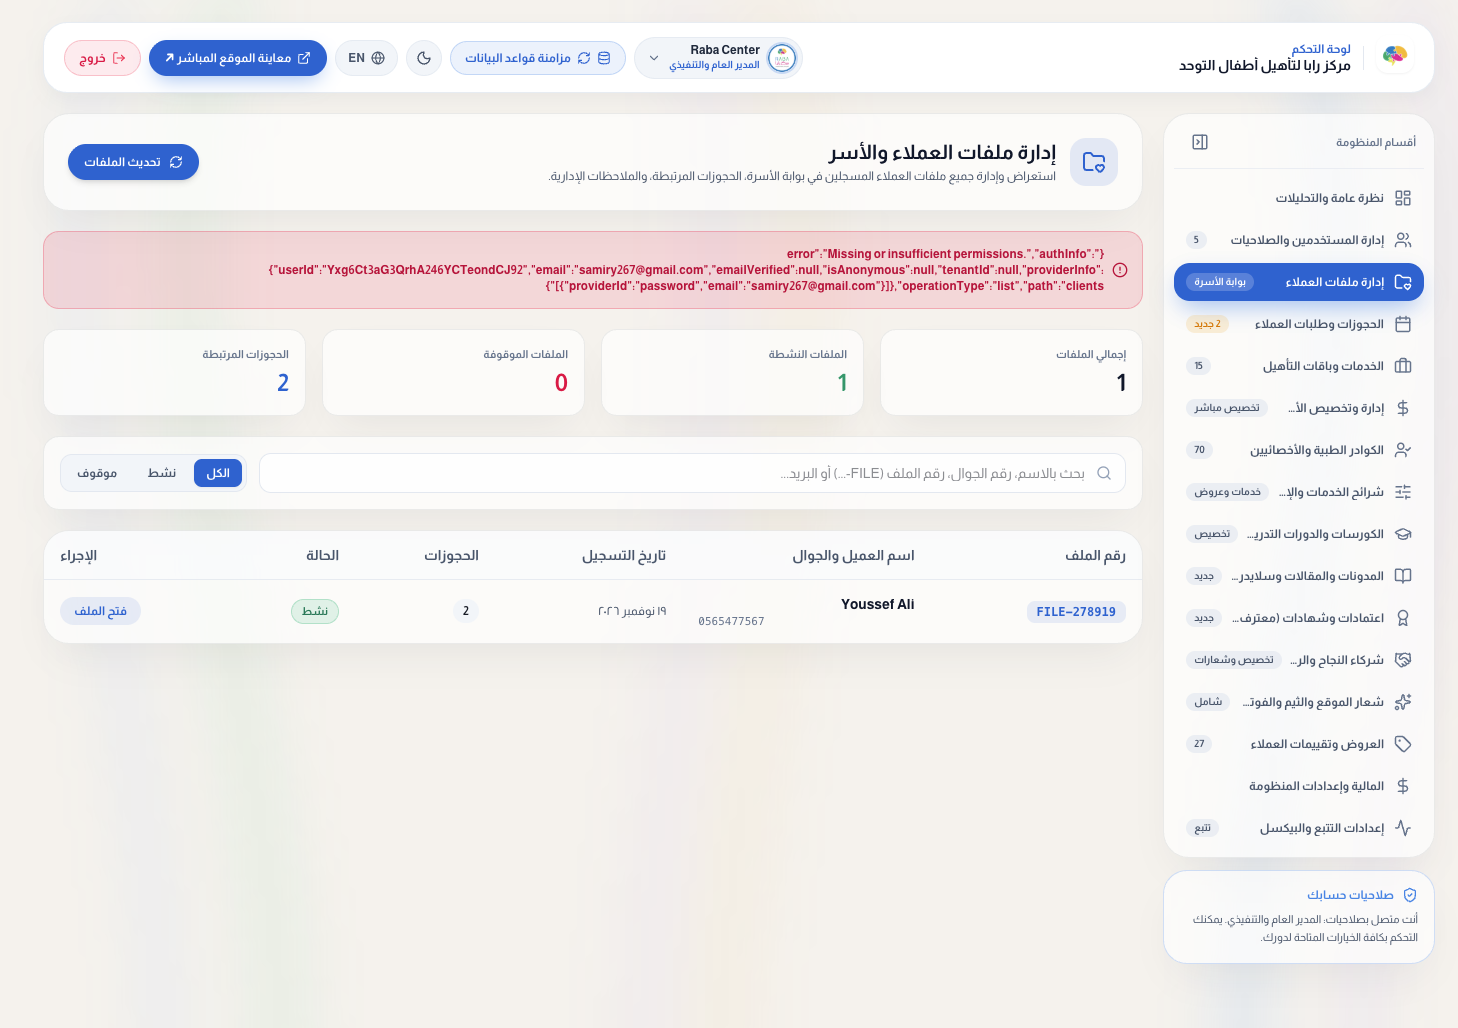 لوحة التحكم
مركز رابا لتأهيل أطفال التوحد
Raba Center
المدير العام والتنفيذي
مزامنة قواعد البيانات
EN
معاينة الموقع المباشر ↗
خروج
أقسام المنظومة
نظرة عامة والتحليلات
إدارة المستخدمين والصلاحيات 5
إدارة ملفات العملاء بوابة الأسرة
الحجوزات وطلبات العملاء 2 جديد
الخدمات وباقات التأهيل 15
إدارة وتخصيص الأ... تخصيص مباشر
الكوادر الطبية والأخصائيين 70
شرائح الخدمات والإ... خدمات وعروض
الكورسات والدورات التدريـ... تخصيص
المدونات والمقالات وسلايدر... جديد
اعتمادات وشهادات (معترف... جديد
شركاء النجاح والر... تخصيص وشعارات
شعار الموقع والثيم والفوتـ... شامل
العروض وتقييمات العملاء 27
المالية وإعدادات المنظومة
إعدادات التتبع والبيكسل تتبع
صلاحيات حسابك
أنت متصل بصلاحيات: المدير العام والتنفيذي. يمكنك
التحكم بكافة الخيارات المتاحة لدورك.
إدارة ملفات العملاء والأسر
استعراض وإدارة جميع ملفات العملاء المسجلين في بوابة الأسرة، الحجوزات المرتبطة، والملاحظات الإدارية.
تحديث الملفات
{"error":"Missing or insufficient permissions.","authInfo":
{"userId":"Yxg6Ct3aG3QrhA246YCTeondCJ92","email":"samiry267@gmail.com","emailVerified":null,"isAnonymous":null,"tenantId":null,"providerInfo":
[{"providerId":"password","email":"samiry267@gmail.com"}]},"operationType":"list","path":"clients"}
إجمالي الملفات
1
الملفات النشطة
1
الملفات الموقوفة
0
الحجوزات المرتبطة
2
بحث بالاسم، رقم الجوال، رقم الملف (FILE-...) أو البريد...
الكل
نشط
موقوف
رقم الملف اسم العميل والجوال تاريخ التسجيل الحجوزات الحالة الإجراء
FILE-278919 Youssef Ali ١٩ نوفمبر ٢٠٢٦ 2 نشط فتح الملف
0565477567